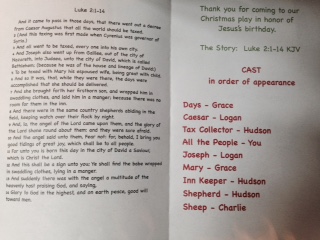 Luke 2:1-14
And it came to pass in those days, that there went out a decree
from Caesar Augustus that all the world should be taxed.
2 (And this taxing was first made when Cyrenius was governor of
Syria.)
3 And all went to be taxed, every one into his own city.
4 And Joseph also went up from Galilee, out of the city of
Nazareth, into Judaea, unto the city of David, which is called
Bethlehem; (because he was of the house and lineage of David:)
5 To be taxed with Mary his espoused wife, being great with child.
6 And so it was, that, while they were there, the days were
accomplished that she should be delivered.
7 And she brought forth her firstborn son, and wrapped him in
swaddling clothes, and laid him in a manger; because there was no
room for them in the inn.
8 And there were in the same country shepherds abiding in the
field, keeping watch over their flock by night.
9 And, lo, the angel of the Lord came upon them, and the glory of
the Lord shone round about them: and they were sore afraid.
10 And the angel said unto them, Fear not: for, behold, I bring you
good tidings of great joy, which shall be to all people.
11 For unto you is born this day in the city of David a Saviour,
which is Christ the Lord.
12 And this shall be a sign unto you; Ye shall find the babe wrapped
in swaddling clothes, lying in a manger.
13 And suddenly there was with the angel a multitude of the
heavenly host praising God, and saying,
14 Glory to God in the highest, and on earth peace, good will
toward men.
Thank you for coming to our
Christmas play in honor of
Jesus's birthday.
The Story: Luke 2:1-14 KJV
CAST
in order of appearance
Days - Grace
Caesar - Logan
Tax Collector - Hudson
All the People - You
Joseph - Logan
Mary - Grace
Inn Keeper - Hudson
Shepherd - Hudson
Sheep - Charlie